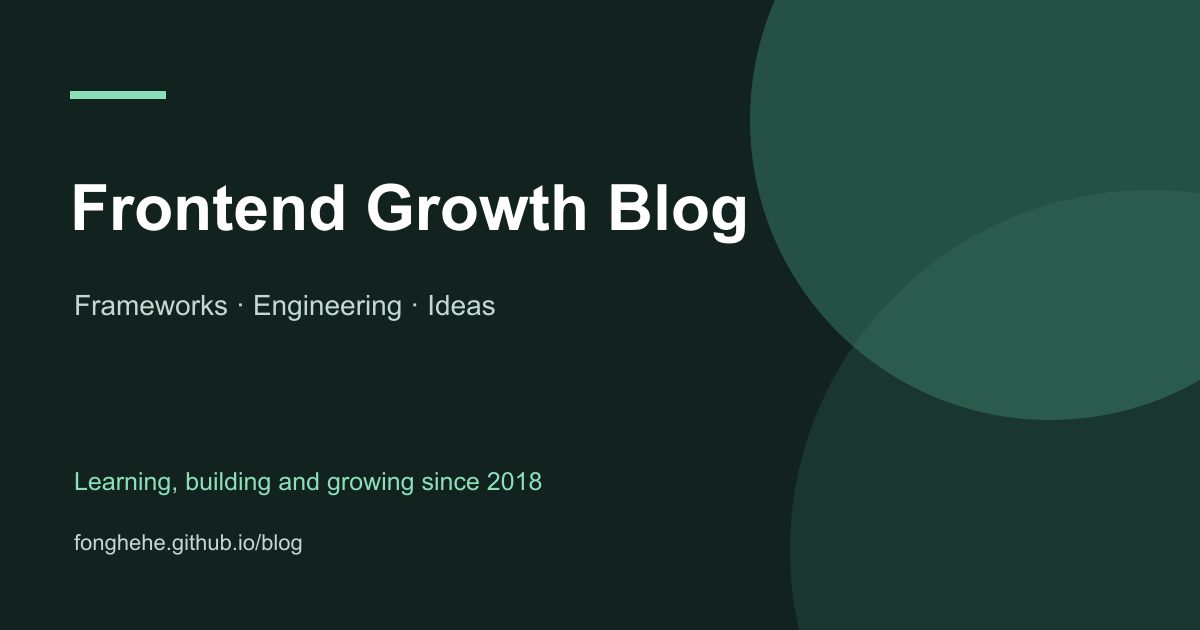 Frontend Growth Blog
Frameworks · Engineering · Ideas
Learning, building and growing since 2018
fonghehe.github.io/blog